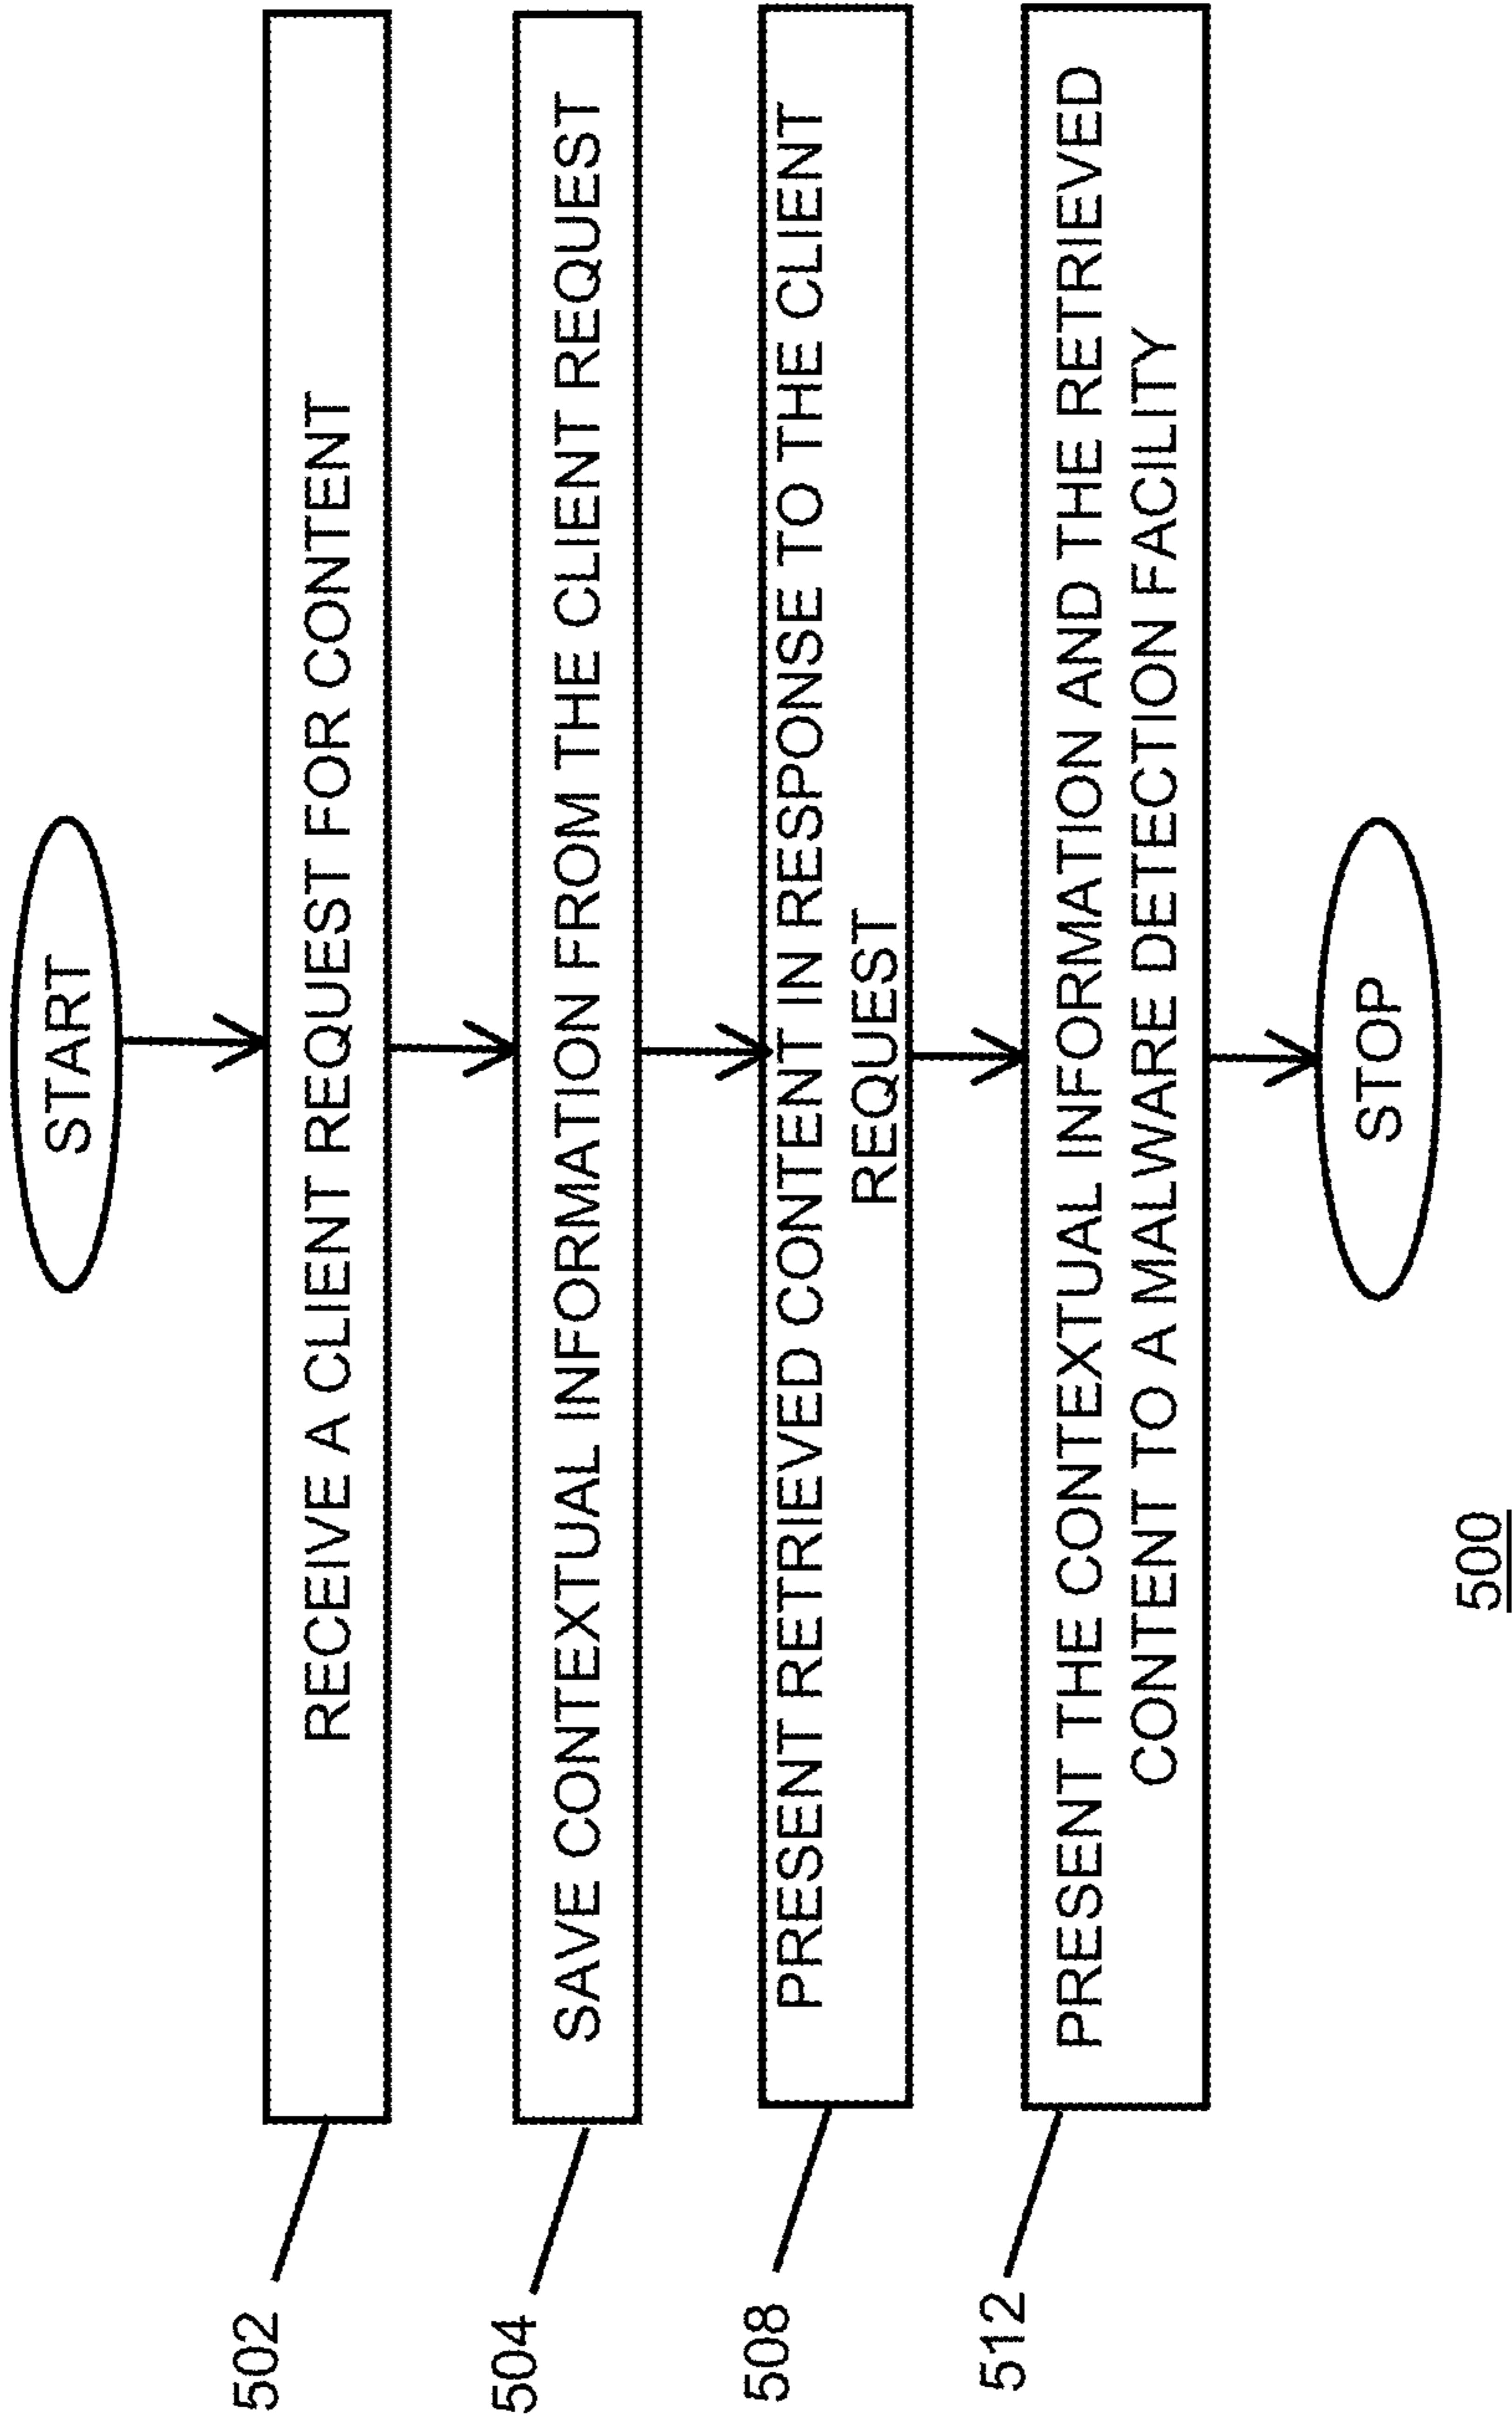 START
502
RECEIVE A CLIENT REQUEST FOR CONTENT
504
SAVE CONTEXTUAL INFORMATION FROM THE CLIENT REQUEST
508
PRESENT RETRIEVED CONTENT IN RESPONSE TO THE CLIENT
REQUEST
512
PRESENT THE CONTEXTUAL INFORMATION AND THE RETRIEVED
CONTENT TO A MALWARE DETECTION FACILITY
STOP
500